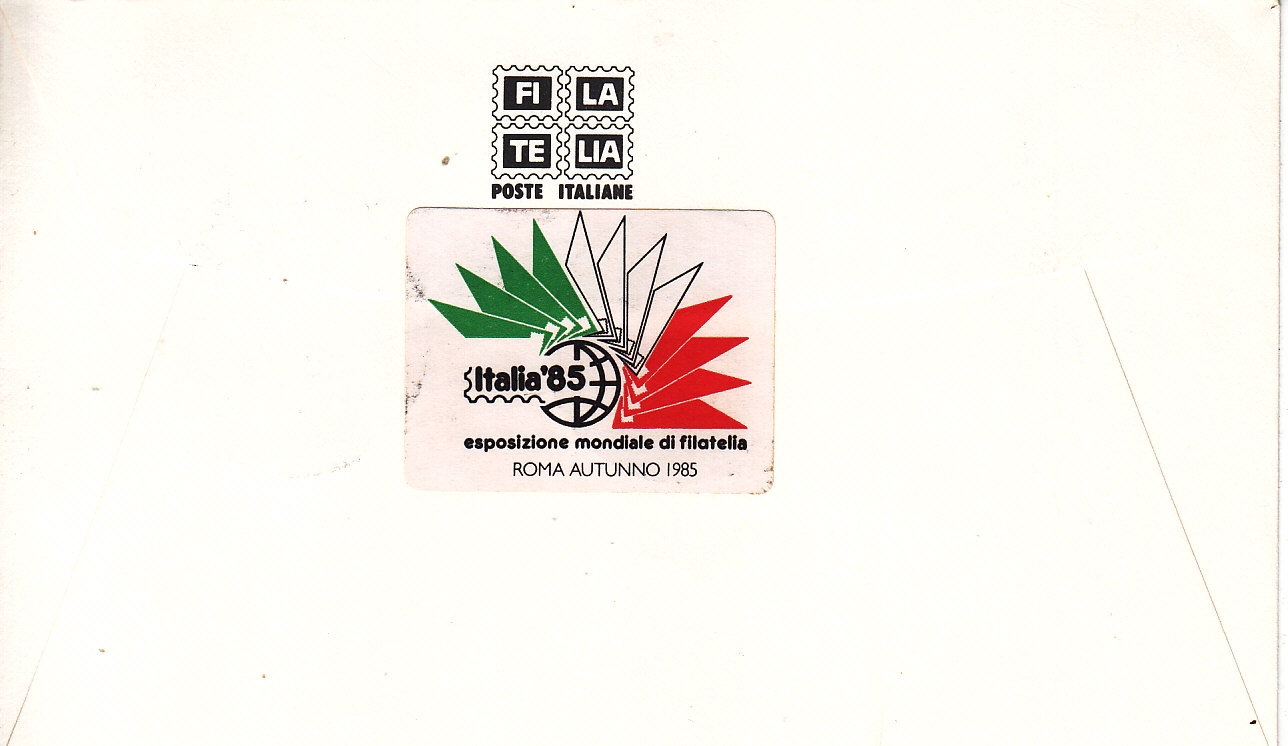 FI LA
TE LIA
POSTE ITALIANE
Italia'85
esposizione mondiale di filatelia
ROMA AUTUNNO 1985